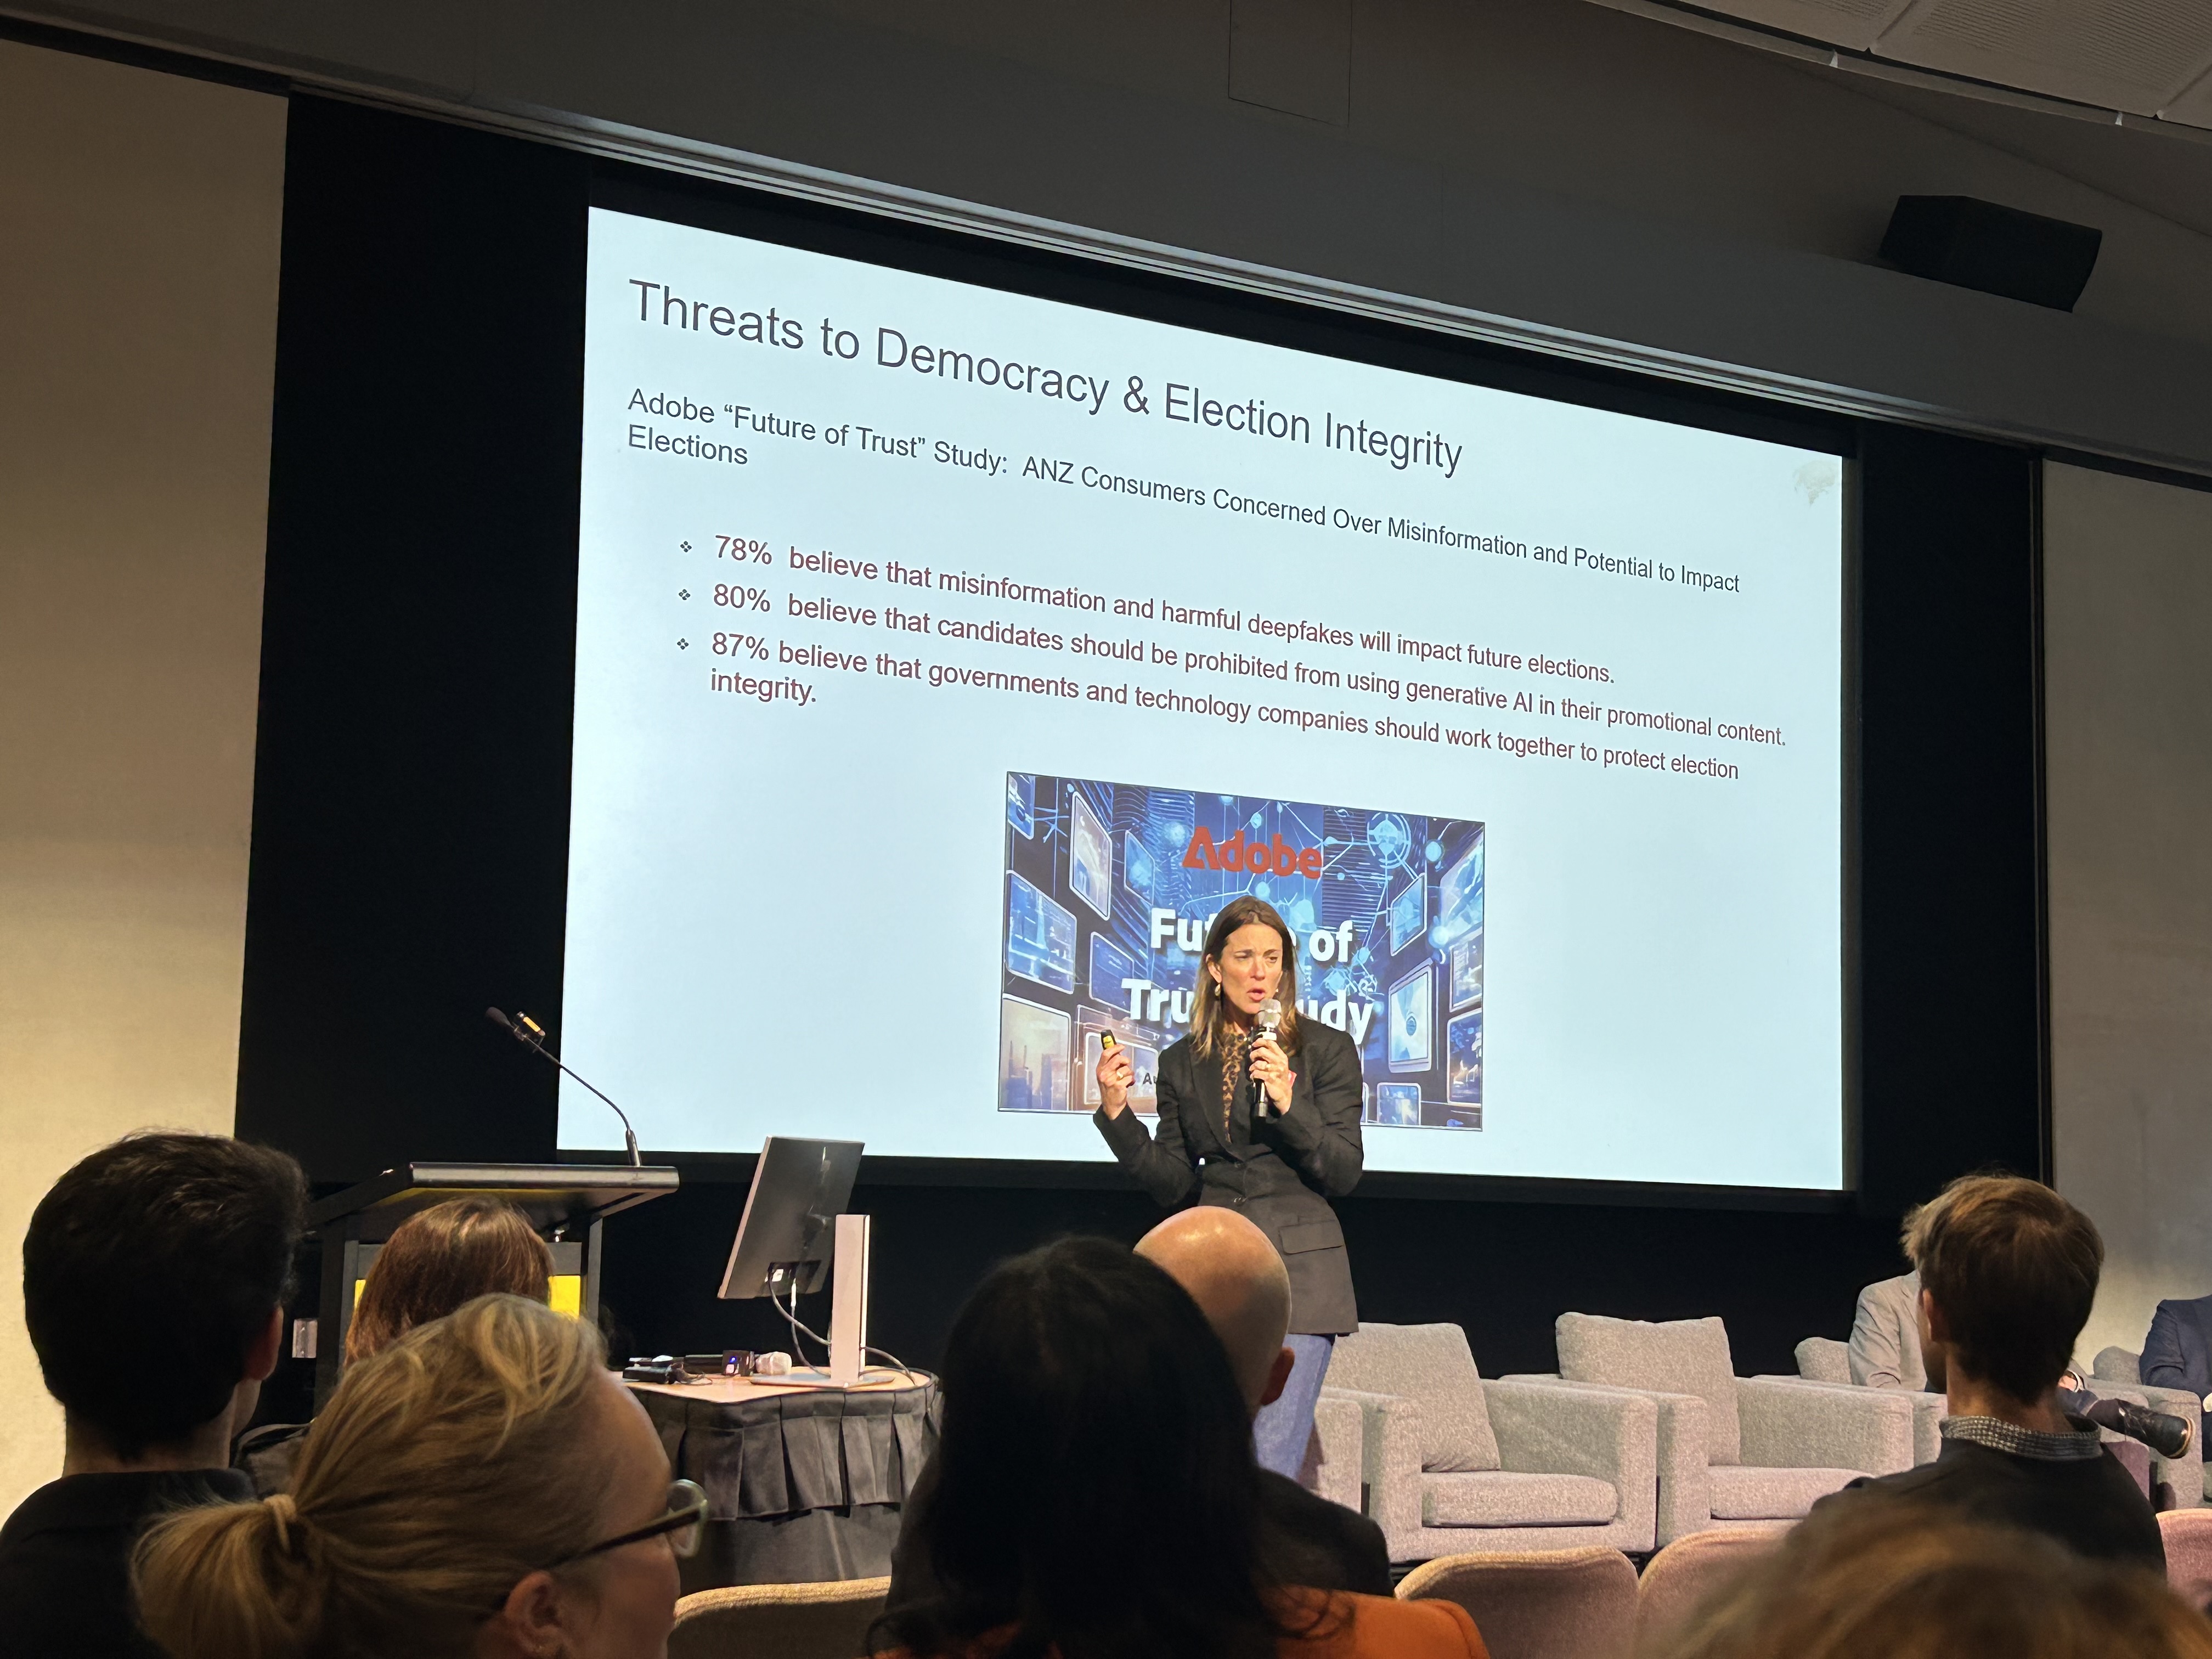 Threats to Democracy & Election Integrity
Adobe “Future of Trust” Study:  ANZ Consumers Concerned Over Misinformation and Potential to Impact
Elections
❖ 78%  believe that misinformation and harmful deepfakes will impact future elections.
❖ 80%  believe that candidates should be prohibited from using generative AI in their promotional content.
❖ 87% believe that governments and technology companies should work together to protect election
integrity.
Adobe
of